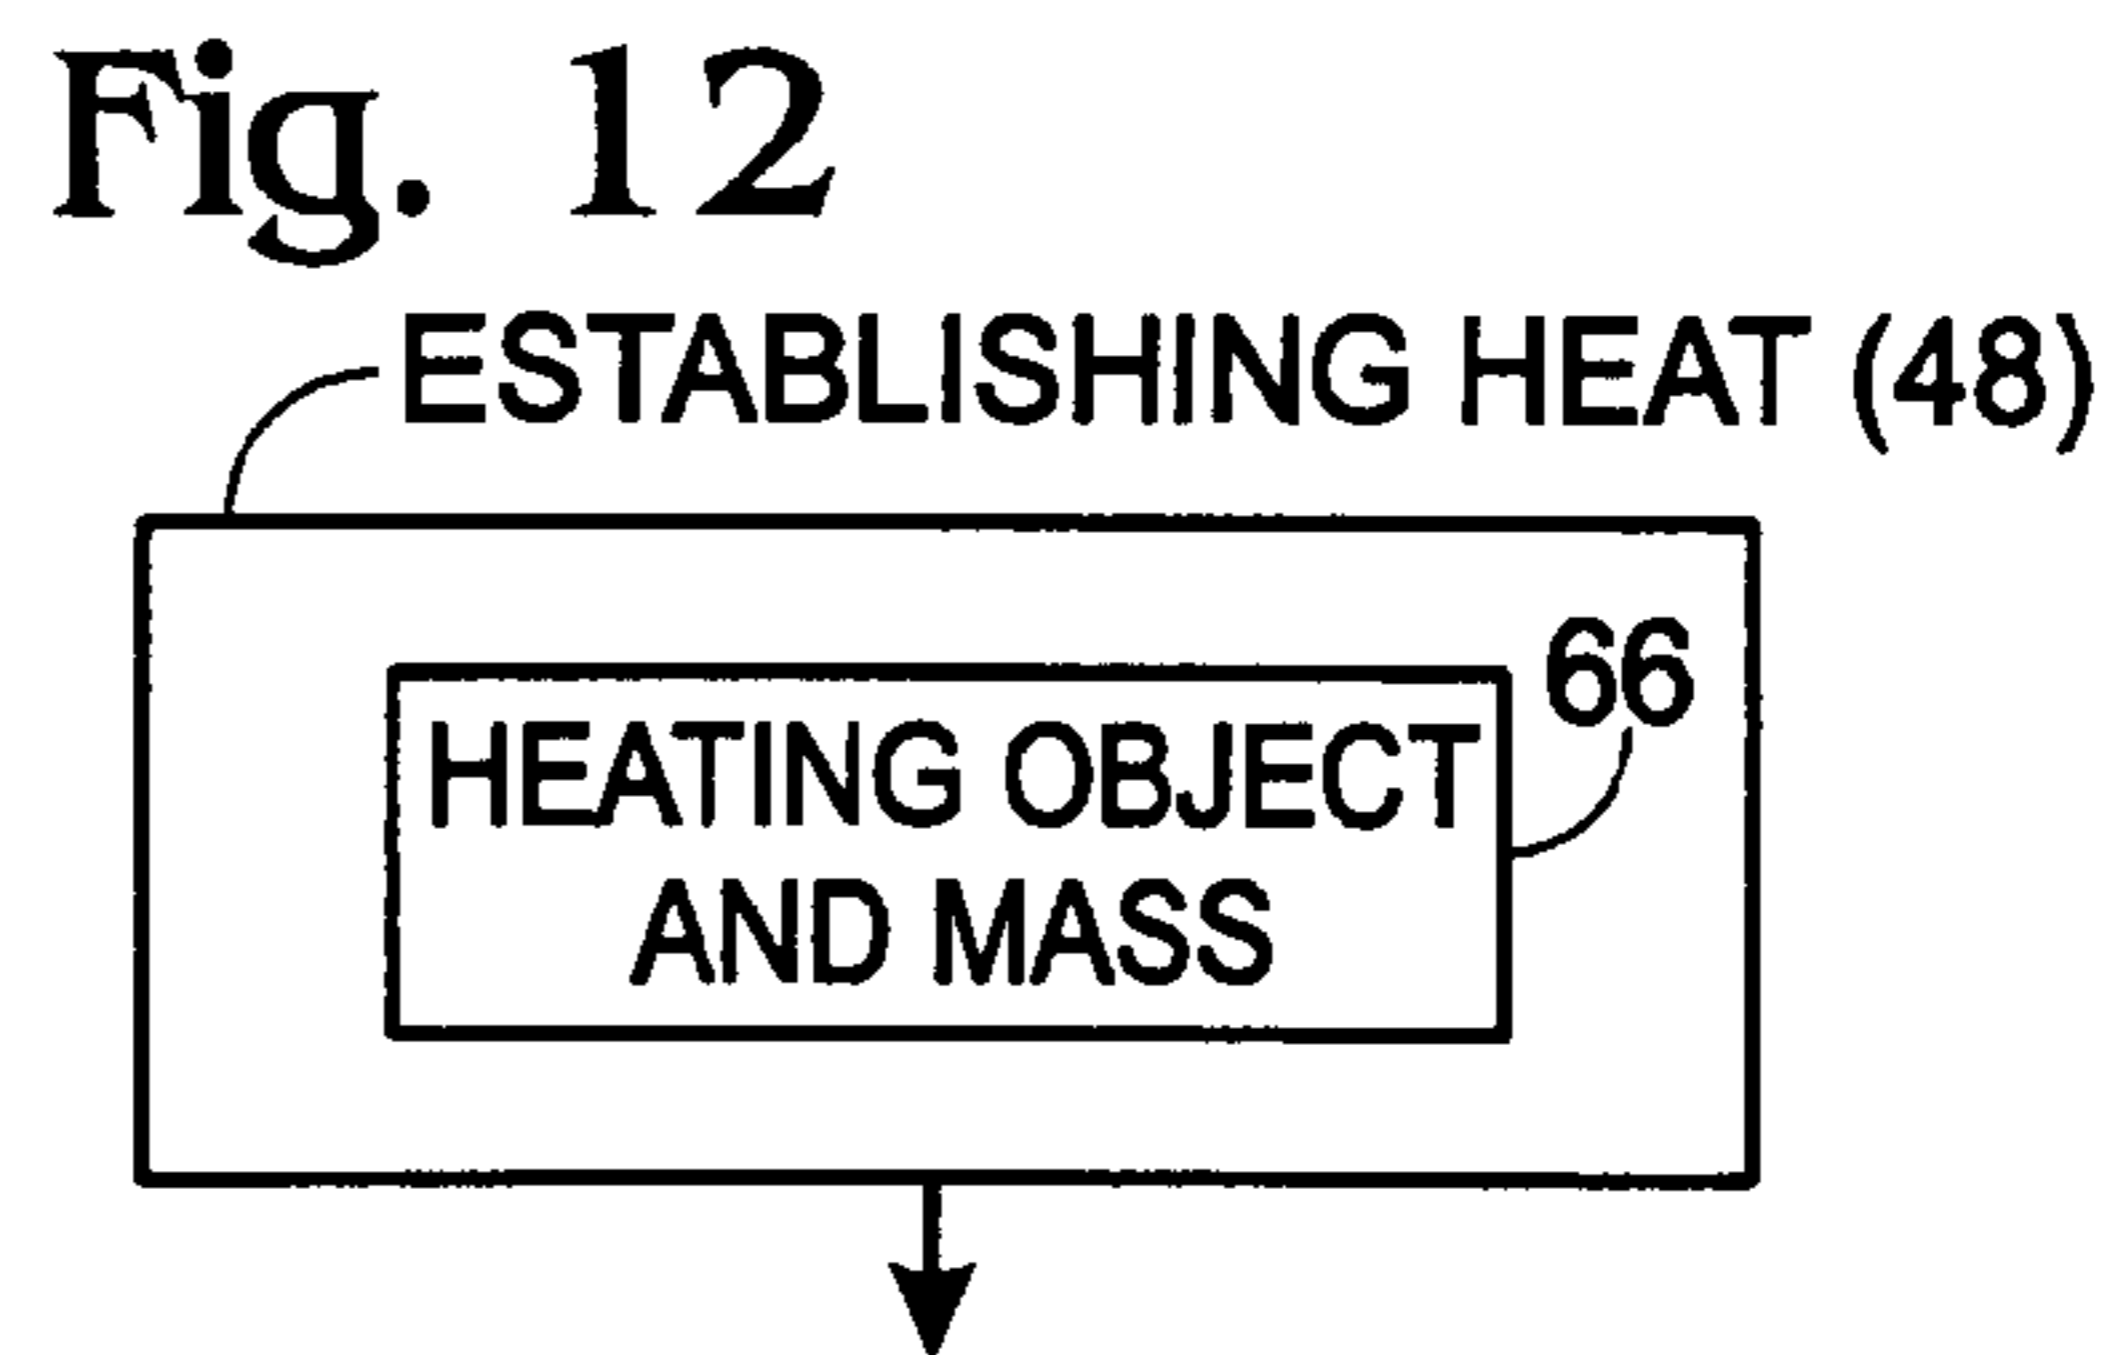 Fig. 12
ESTABLISHING HEAT (48)
66
HEATING OBJECT
AND MASS